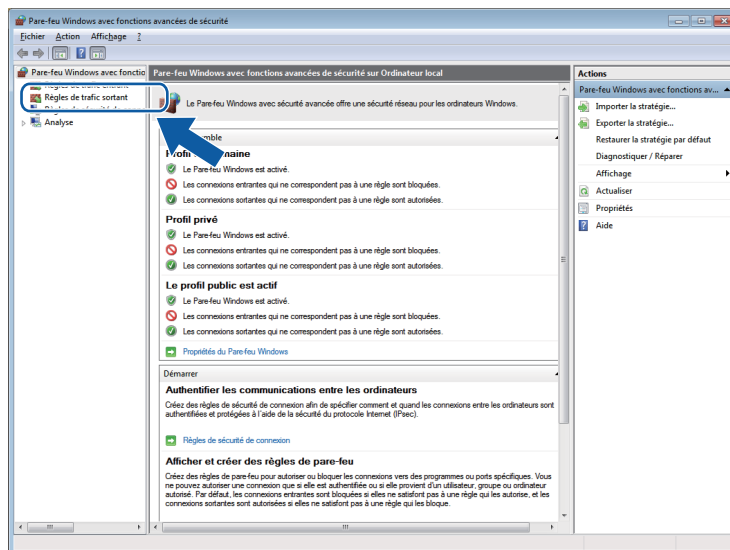 Pare-feu Windows avec fonctions avancées de sécurité
Fichier Action Affichage ?
Pare-feu Windows avec fonctio
Règles de trafic sortant
Analyse
Pare-feu Windows avec fonctions avancées de sécurité sur Ordinateur local
Le Pare-feu Windows avec sécurité avancée offre une sécurité réseau pour les ordinateurs Windows.
Le Pare-feu Windows est activé.
Les connexions entrantes qui ne correspondent pas à une règle sont bloquées.
Les connexions sortantes qui ne correspondent pas à une règle sont autorisées.
Profil privé
Le Pare-feu Windows est activé.
Les connexions entrantes qui ne correspondent pas à une règle sont bloquées.
Les connexions sortantes qui ne correspondent pas à une règle sont autorisées.
Le profil public est actif
Le Pare-feu Windows est activé.
Les connexions entrantes qui ne correspondent pas à une règle sont bloquées.
Les connexions sortantes qui ne correspondent pas à une règle sont autorisées.
Propriétés du Pare-feu Windows
Démarrer
Authentifier les communications entre les ordinateurs
Créez des règles de sécurité de connexion afin de spécifier comment et quand les connexions entre les ordinateurs sont
authentifiées et protégées à l'aide de la sécurité du protocole Internet (IPsec).
Règles de sécurité de connexion
Afficher et créer des règles de pare-feu
Créez des règles de pare-feu pour autoriser ou bloquer les connexions vers des programmes ou ports spécifiques. Vous
ne pouvez autoriser une connexion que si elle est authentifiée ou si elle provient d'un utilisateur, groupe ou ordinateur
autorisé. Par défaut, les connexions entrantes sont bloquées si elles ne satisfont pas à une règle qui les autorise, et les
connexions sortantes sont autorisées si elles ne satisfont pas à une règle qui les bloque.
Actions
Pare-feu Windows avec fonctions av...
Importer la stratégie...
Exporter la stratégie...
Restaurer la stratégie par défaut
Diagnostiquer / Réparer
Affichage
Actualiser
Propriétés
Aide